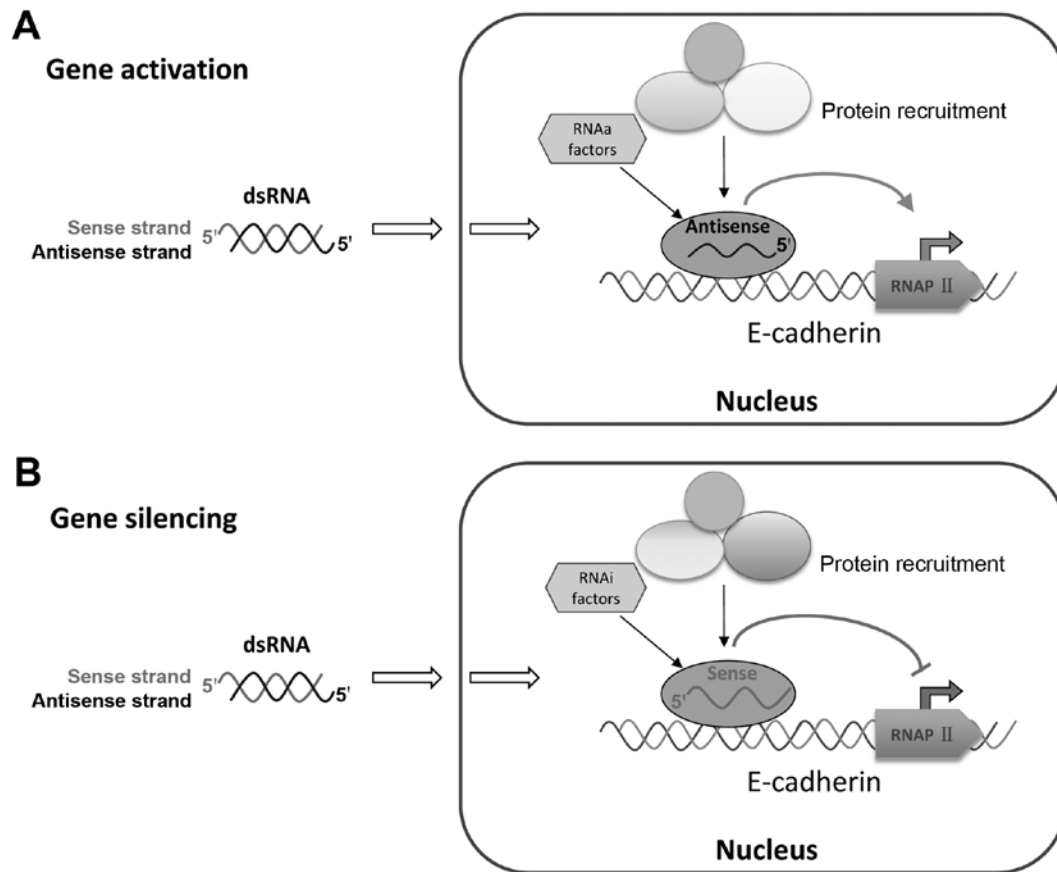 A
Gene activation
Protein recruitment
RNAa
factors
dsRNA
Sense strand
Antisense strand
5'
5'
Antisense
5'
RNAP II
E-cadherin
Nucleus
B
Gene silencing
Protein recruitment
RNAi
factors
dsRNA
Sense strand
Antisense strand
5'
5'
Sense
5'
RNAP II
E-cadherin
Nucleus